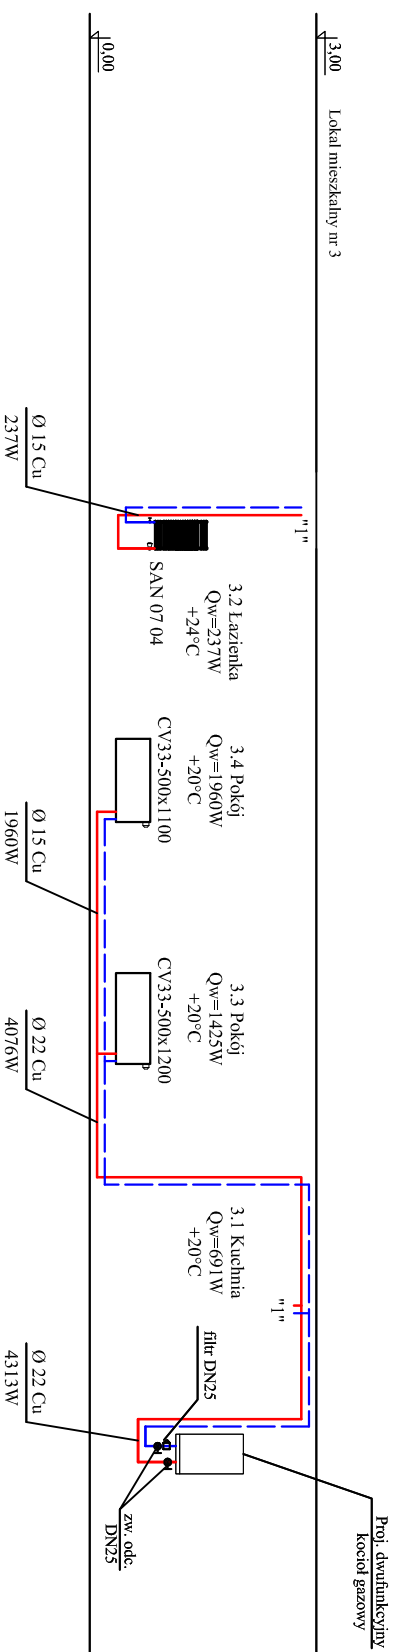 3,00
0,00
Lokal mieszkalny nr 3
"1"
3.2 Łazienka
Qw=237W
+24°C
SAN 07 04
Ø 15 Cu
237W
3.4 Pokój
Qw=1960W
+20°C
CV33-500x1100
Ø 15 Cu
1960W
3.3 Pokój
Qw=1425W
+20°C
CV33-500x1200
Ø 22 Cu
4076W
3.1 Kuchnia
Qw=691W
+20°C
"1"
filtr DN25
Ø 22 Cu
4313W
zw. odc.
DN25
Proj. dwufunkcyjny
kocioł gazowy